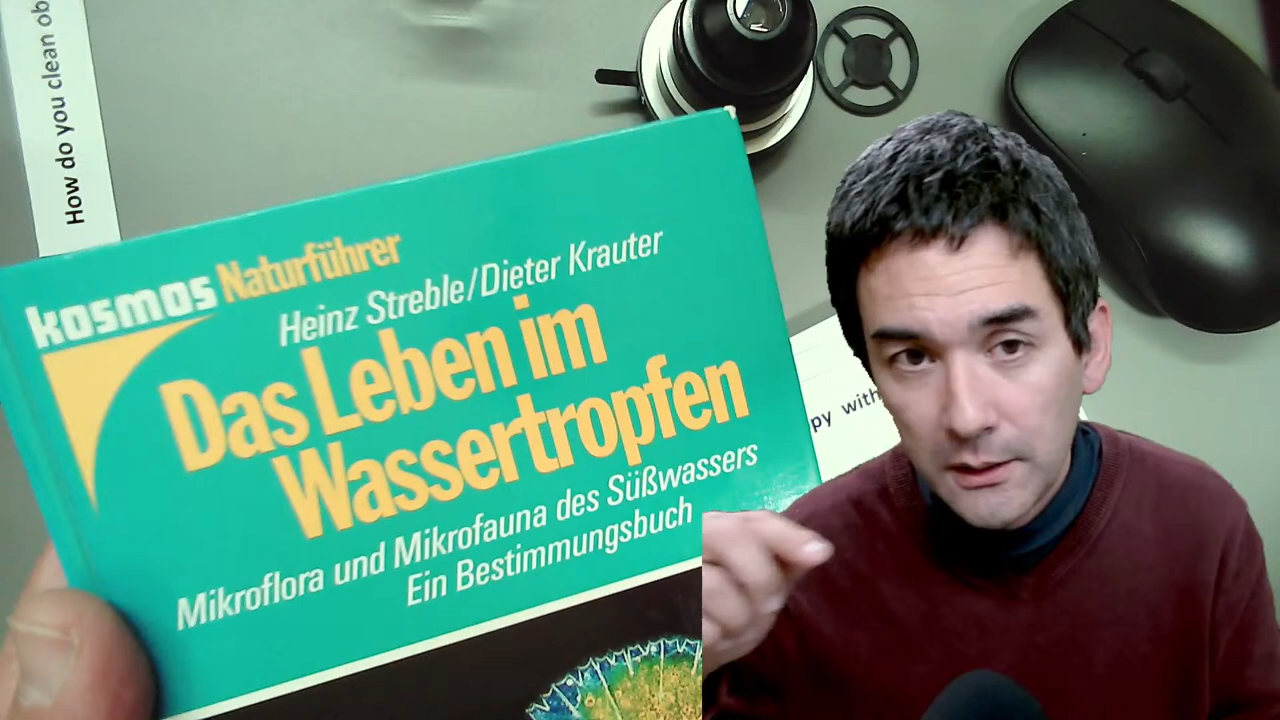 How do you clean ob
kosmos Naturführer
Heinz Streble/Dieter Krauter
Das Leben im
Wassertropfen
Mikroflora und Mikrofauna des Süßwassers
Ein Bestimmungsbuch
py with